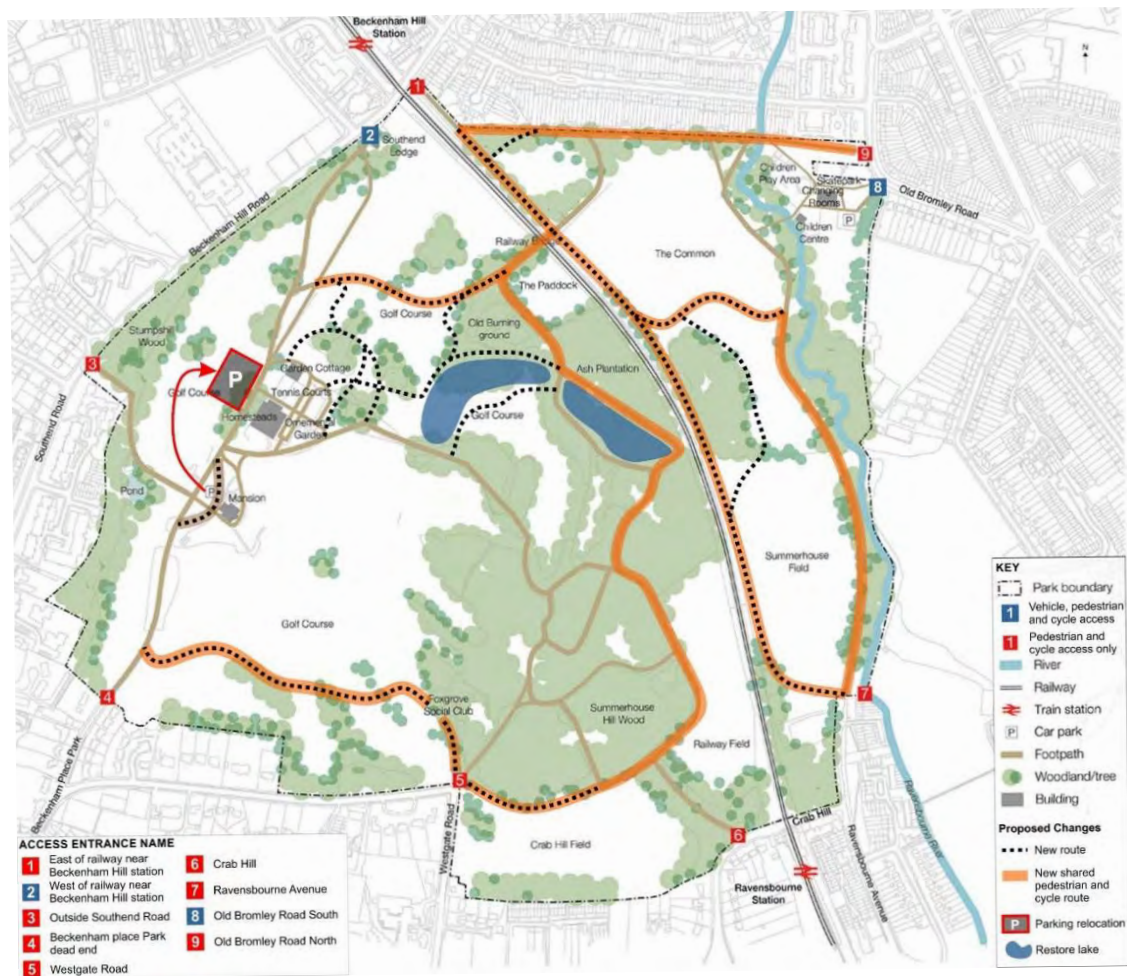 Beckenham Hill
Station
N
1
2
Southend
Lodge
9
8
Old Bromley Road
Children
Play Area
Skatepark
Changing
Rooms
P
Children
Centre
Beckenham Hill Road
Railway
The Common
The Paddock
Golf Course
Old Burning
ground
Stumpshill
Wood
3
P
Golf Course
Garden Cottage
Tennis Courts
Homesteads
Ornemental
Garden
Ash Plantation
Golf Course
Southend Road
Pond
P
Mansion
Summerhouse
Field
Golf Course
4
Foxgrove
Social Club
Summerhouse
Hill Wood
Railway Field
7
5
Beckenham Place Park
Westgate Road
Crab Hill Field
6
Crab Hill
Ravensbourne
Station
Ravensbourne Avenue
Ravensbourne River
KEY
Park boundary
1 Vehicle, pedestrian
and cycle access
1 Pedestrian and
cycle access only
River
Railway
Train station
P Car park
Footpath
Woodland/tree
Building
Proposed Changes
New route
New shared
pedestrian and
cycle route
P Parking relocation
Restore lake
ACCESS ENTRANCE NAME
1 East of railway near
Beckenham Hill station
2 West of railway near
Beckenham Hill station
3 Outside Southend Road
4 Beckenham place Park
dead end
5 Westgate Road
6 Crab Hill
7 Ravensbourne Avenue
8 Old Bromley Road South
9 Old Bromley Road North